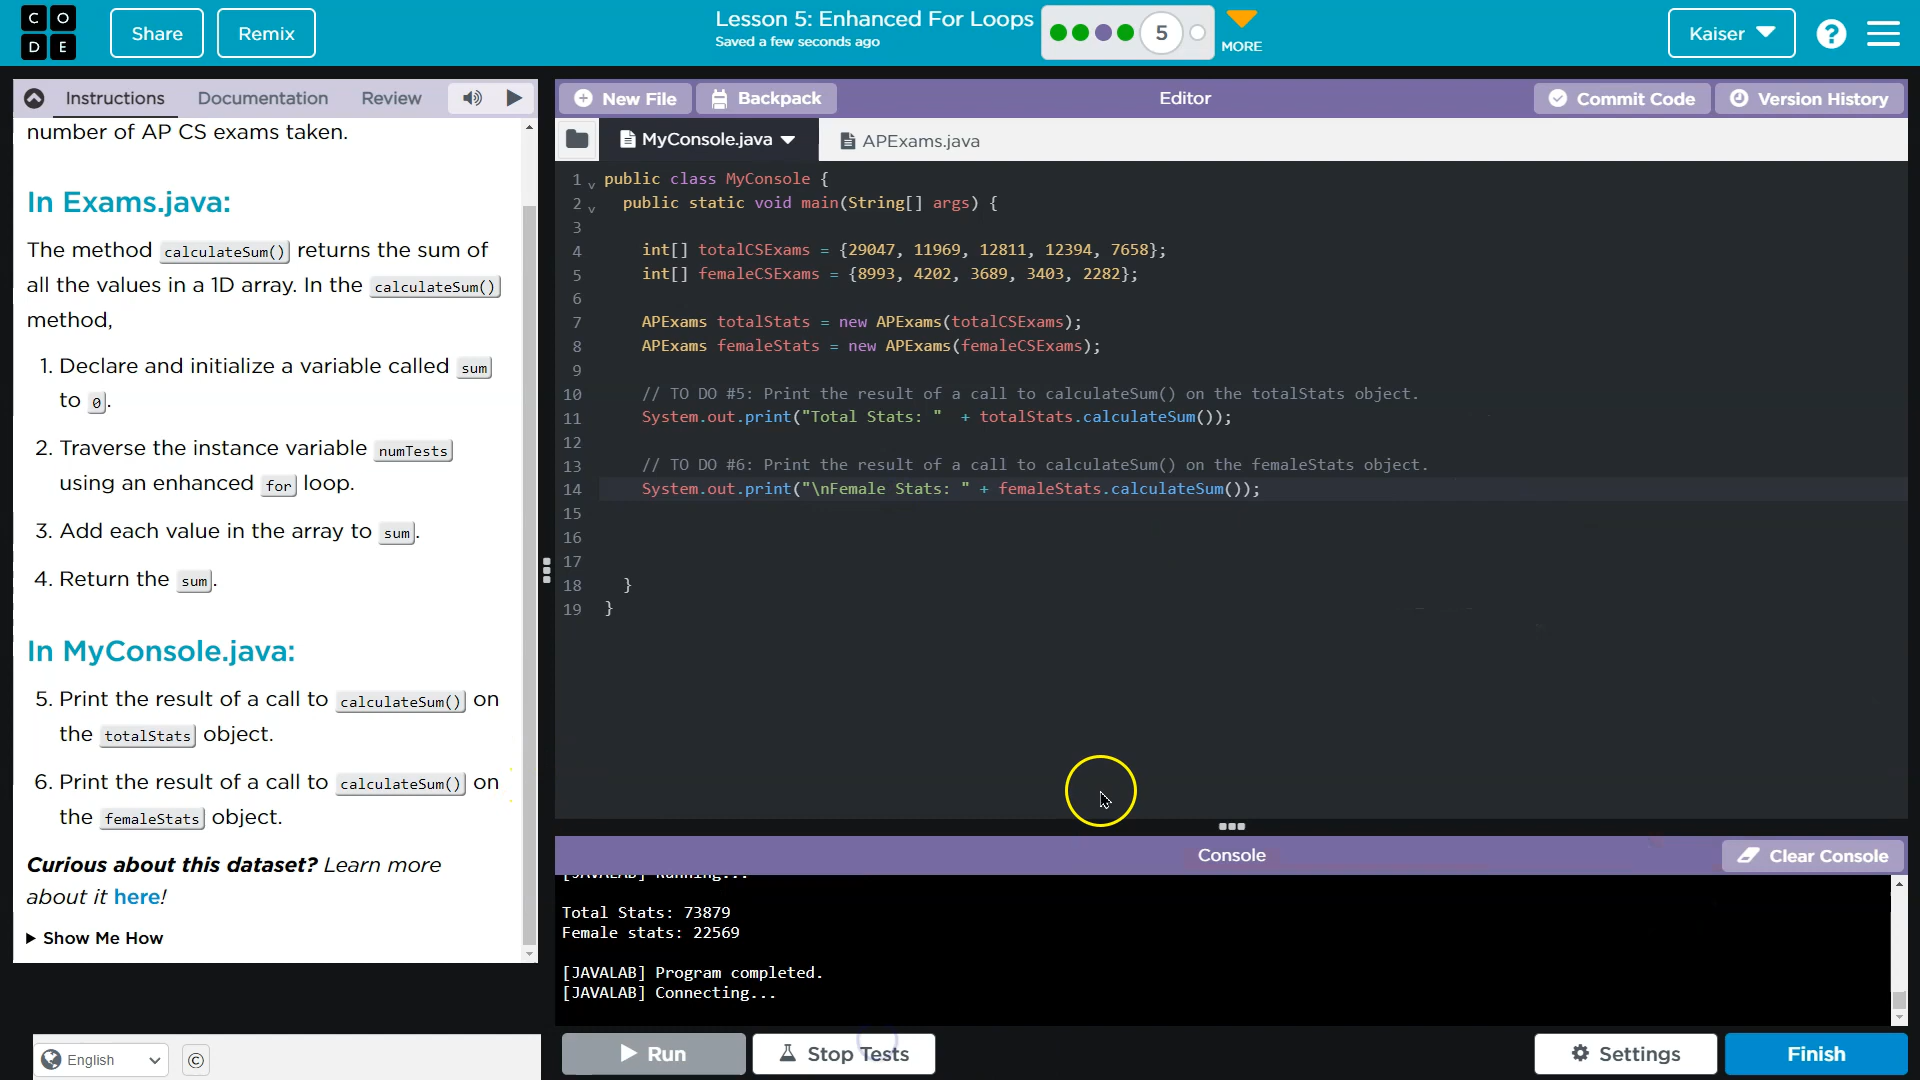 CODE
Share
Remix
Lesson 5: Enhanced For Loops
Saved a few seconds ago
5
MORE
Kaiser
?
Instructions
Documentation
Review
number of AP CS exams taken.
In Exams.java:
The method calculateSum() returns the sum of
all the values in a 1D array. In the calculateSum()
method,
1. Declare and initialize a variable called sum
to 0.
2. Traverse the instance variable numTests
using an enhanced for loop.
3. Add each value in the array to sum.
4. Return the sum.
In MyConsole.java:
5. Print the result of a call to calculateSum() on
the totalStats object.
6. Print the result of a call to calculateSum() on
the femaleStats object.
Curious about this dataset? Learn more
about it here!
Show Me How
English
©
New File
Backpack
Editor
Commit Code
Version History
MyConsole.java
APExams.java
1 public class MyConsole {
2 public static void main(String[] args) {
3
4 int[] totalCSExams = {29047, 11969, 12811, 12394, 7658};
5 int[] femaleCSExams = {8993, 4202, 3689, 3403, 2282};
6
7 APExams totalStats = new APExams(totalCSExams);
8 APExams femaleStats = new APExams(femaleCSExams);
9
10 // TO DO #5: Print the result of a call to calculateSum() on the totalStats object.
11 System.out.print("Total Stats: " + totalStats.calculateSum());
12
13 // TO DO #6: Print the result of a call to calculateSum() on the femaleStats object.
14 System.out.print("\nFemale Stats: " + femaleStats.calculateSum());
15
16
17
18 }
19 }
Console
Clear Console
[JAVALAB] Running...
Total Stats: 73879
Female stats: 22569
[JAVALAB] Program completed.
[JAVALAB] Connecting...
Run
Stop Tests
Settings
Finish